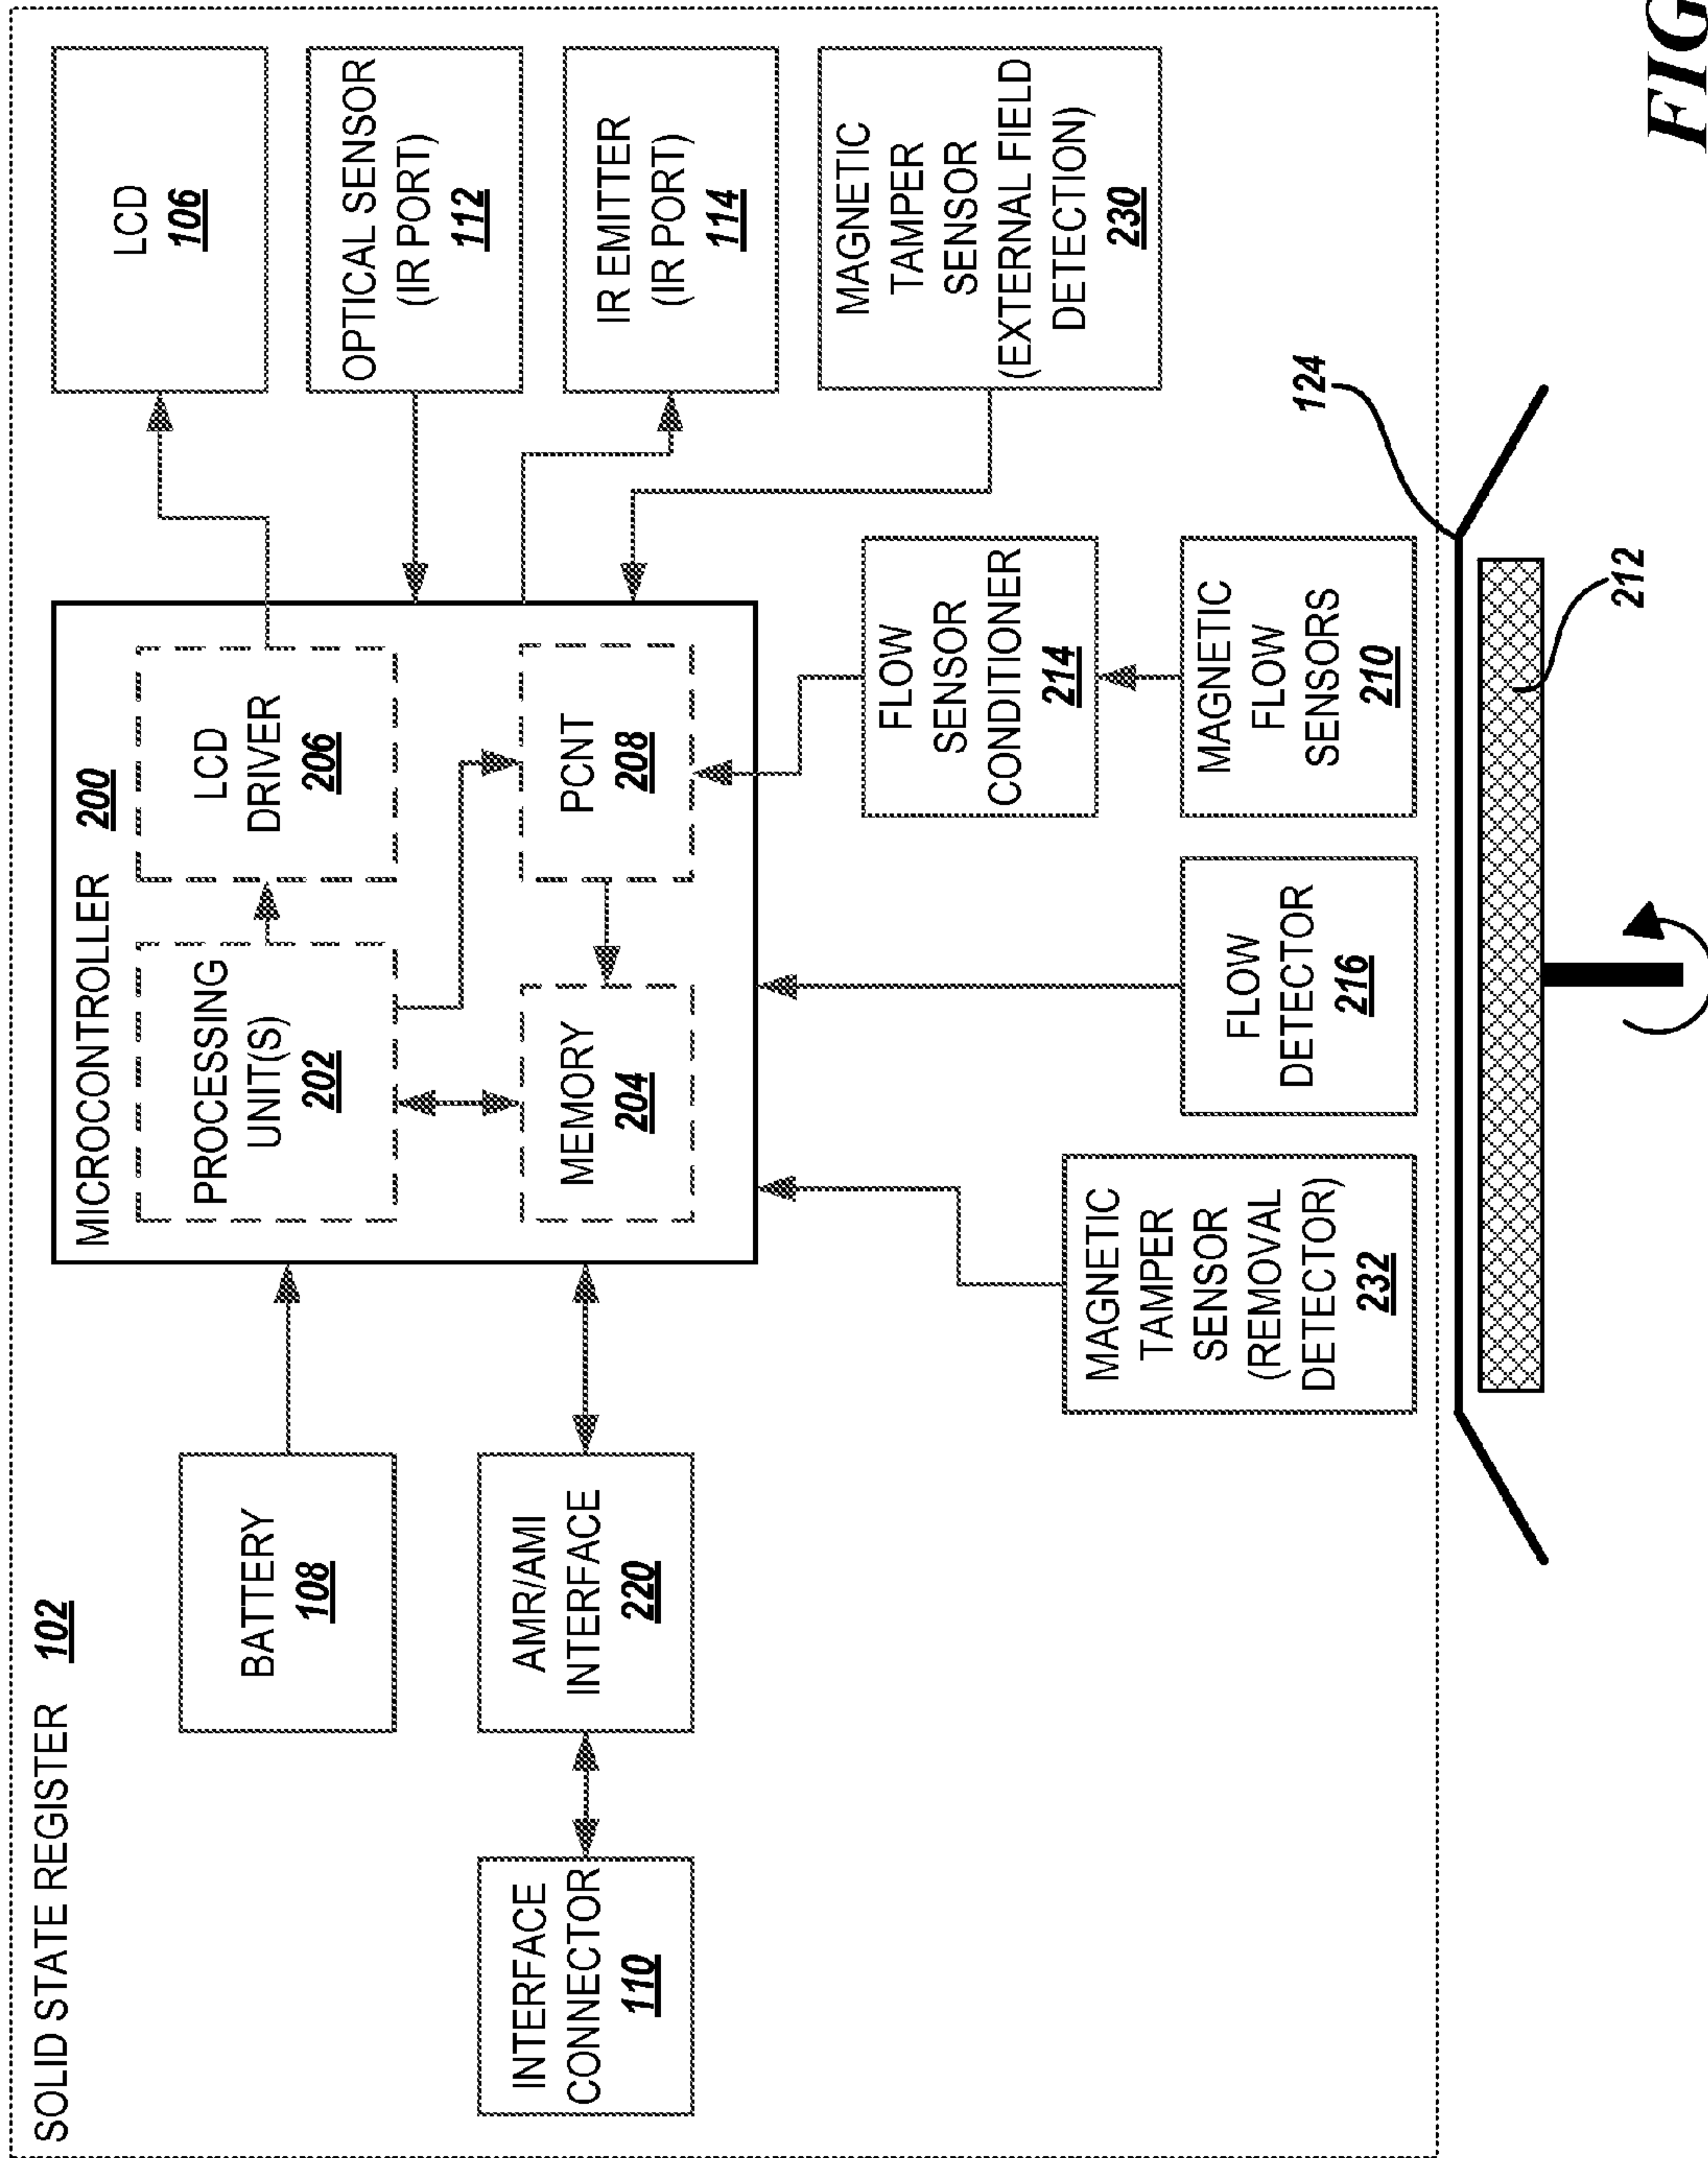 SOLID STATE REGISTER 102
MICROCONTROLLER 200
BATTERY
108
PROCESSING
UNIT(S)
202
LCD
DRIVER
206
LCD
106
OPTICAL SENSOR
(IR PORT)
112
INTERFACE
CONNECTOR
110
AMR/AMI
INTERFACE
220
MEMORY
204
PCNT
208
IR EMITTER
(IR PORT)
114
MAGNETIC
TAMPER
SENSOR
(EXTERNAL FIELD
DETECTION)
230
FLOW
SENSOR
CONDITIONER
214
MAGNETIC
TAMPER
SENSOR
(REMOVAL
DETECTOR)
232
FLOW
DETECTOR
216
MAGNETIC
FLOW
SENSORS
210
124
212
FIG